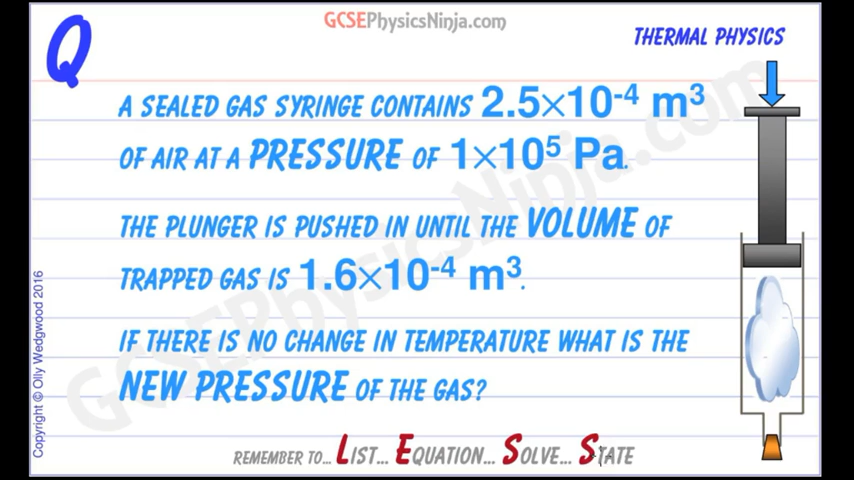 GCSEPhysicsNinja.com
Q
THERMAL PHYSICS
A SEALED GAS SYRINGE CONTAINS 2.5×10⁻⁴ m³
OF AIR AT A PRESSURE OF 1×10⁵ Pa.
THE PLUNGER IS PUSHED IN UNTIL THE VOLUME OF
TRAPPED GAS IS 1.6×10⁻⁴ m³.
IF THERE IS NO CHANGE IN TEMPERATURE WHAT IS THE
NEW PRESSURE OF THE GAS?
REMEMBER TO... LIST... EQUATION... SOLVE... STATE
Copyright © Olly Wedgwood 2016
GCSEPhysicsNinja.com